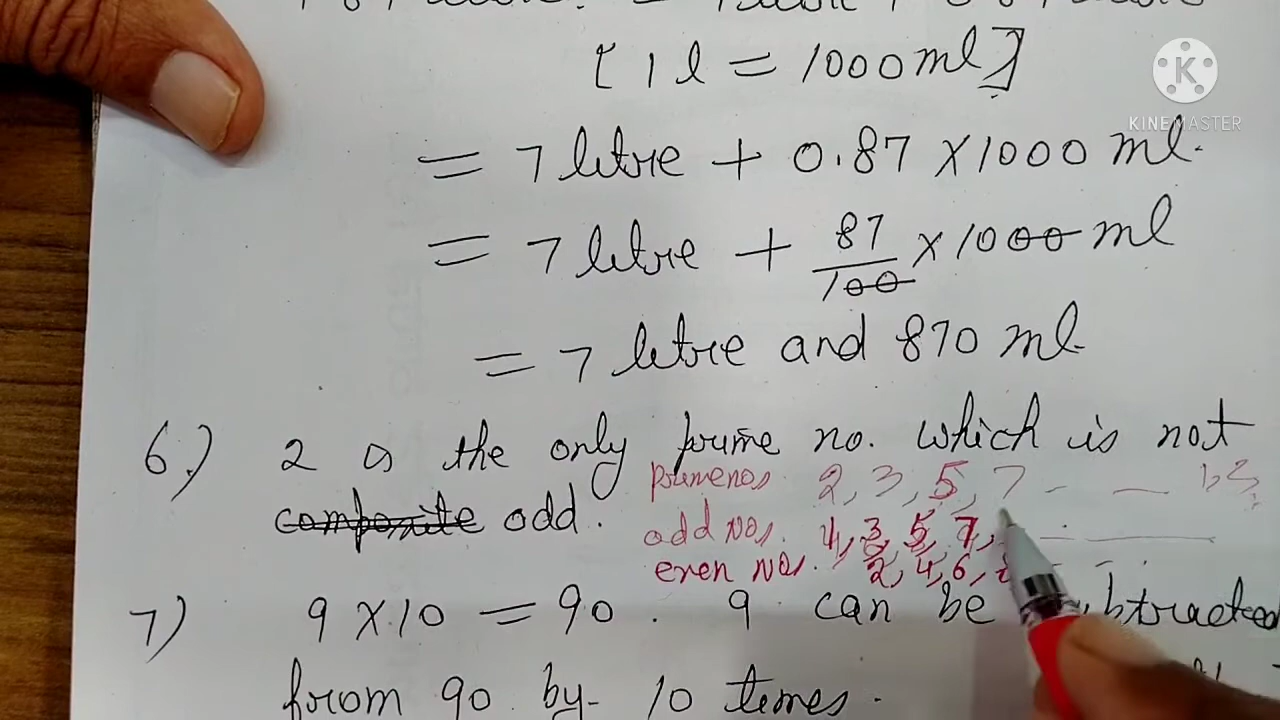 [1 l = 1000 ml]
KINEMASTER
= 7 litre + 0.87 × 1000 ml.
= 7 litre + 87/100 × 1000 ml
= 7 litre and 870 ml.
6.) 2 is the only prime no. which is not
prime nos. 2, 3, 5, 7 - —
composite odd.
odd nos. 3, 5, 7,
even nos. 2, 4, 6,
7) 9 × 10 = 90. 9 can be subtracted
from 90 by 10 times.